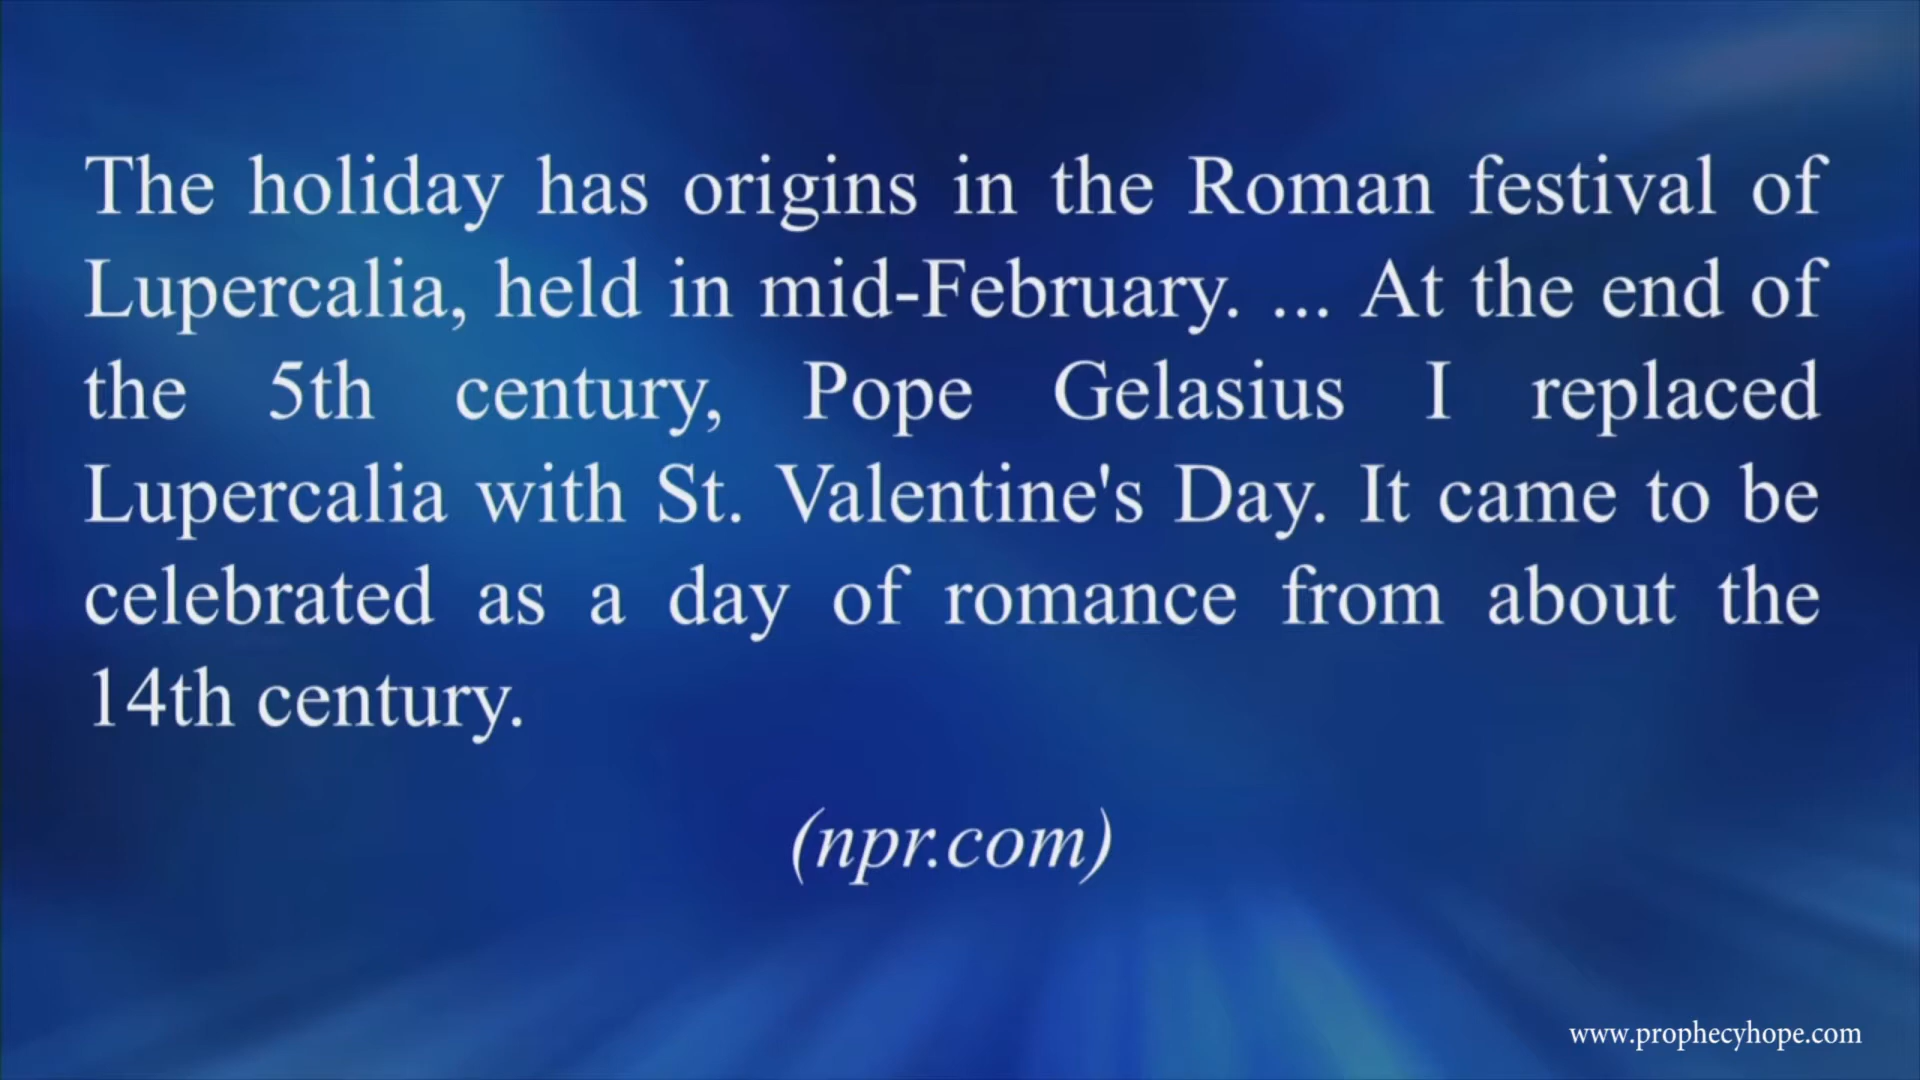 The holiday has origins in the Roman festival of
Lupercalia, held in mid-February. ... At the end of
the 5th century, Pope Gelasius I replaced
Lupercalia with St. Valentine's Day. It came to be
celebrated as a day of romance from about the
14th century.
(npr.com)
www.prophecyhope.com